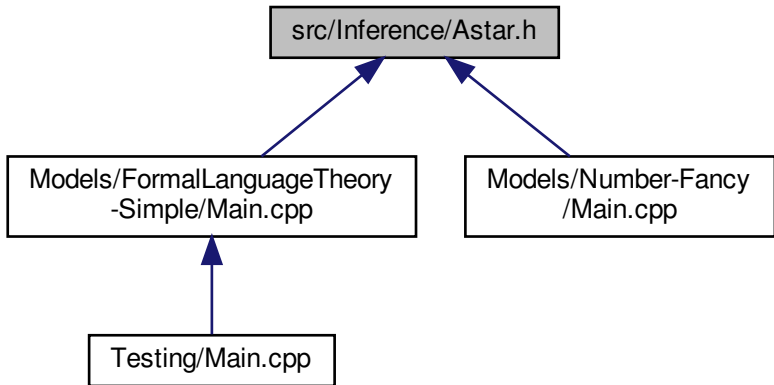 src/Inference/Astar.h
Models/FormalLanguageTheory
-Simple/Main.cpp
Models/Number-Fancy
/Main.cpp
Testing/Main.cpp